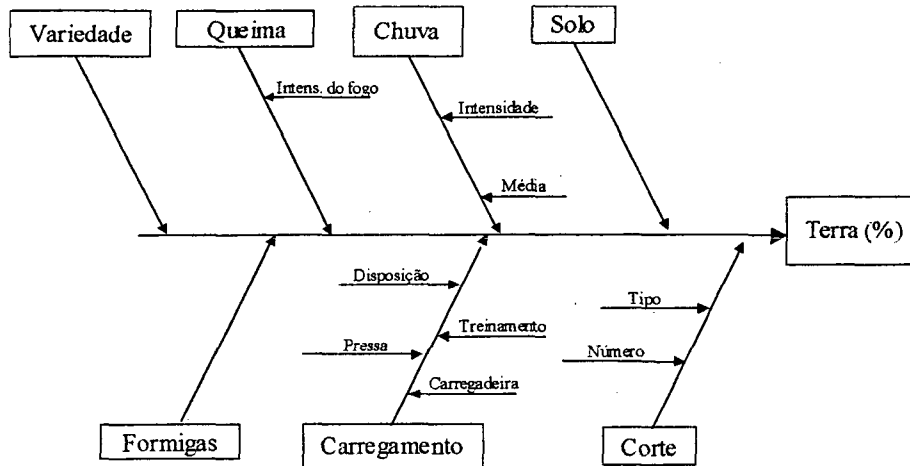 Variedade
Queima
Chuva
Solo
Intens. do fogo
Intensidade
Média
Terra (%)
Disposição
Tipo
Treinamento
Pressa
Número
Carregadeira
Formigas
Carregamento
Corte